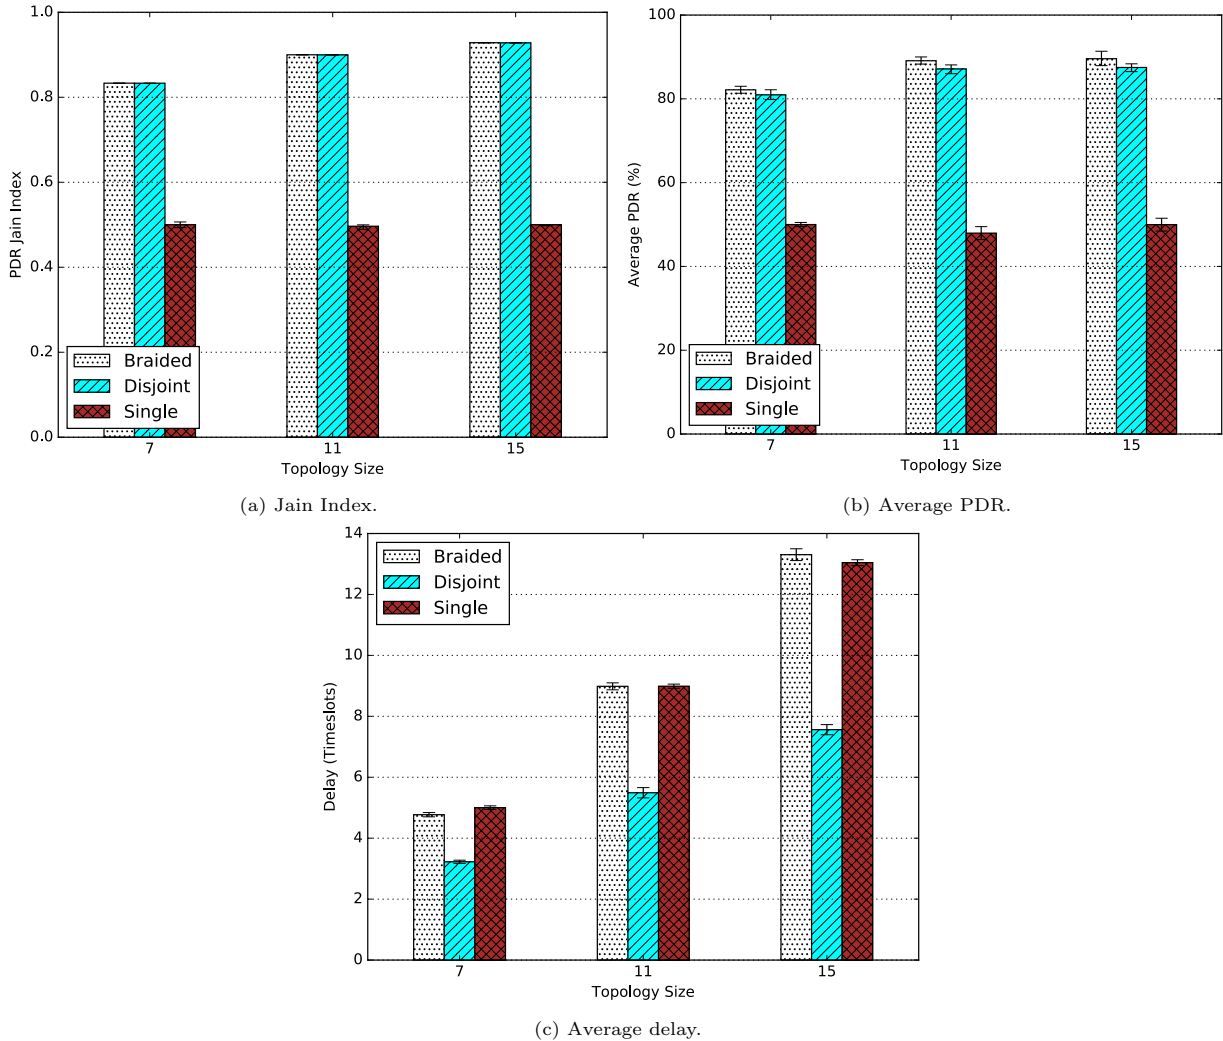 1.0
0.8
0.6
0.4
0.2
0.0
PDR Jain Index
Braided
Disjoint
Single
7 11 15
Topology Size
(a) Jain Index.
100
80
60
40
20
0
Average PDR (%)
Braided
Disjoint
Single
7 11 15
Topology Size
(b) Average PDR.
14
12
10
8
6
4
2
0
Delay (Timeslots)
Braided
Disjoint
Single
7 11 15
Topology Size
(c) Average delay.